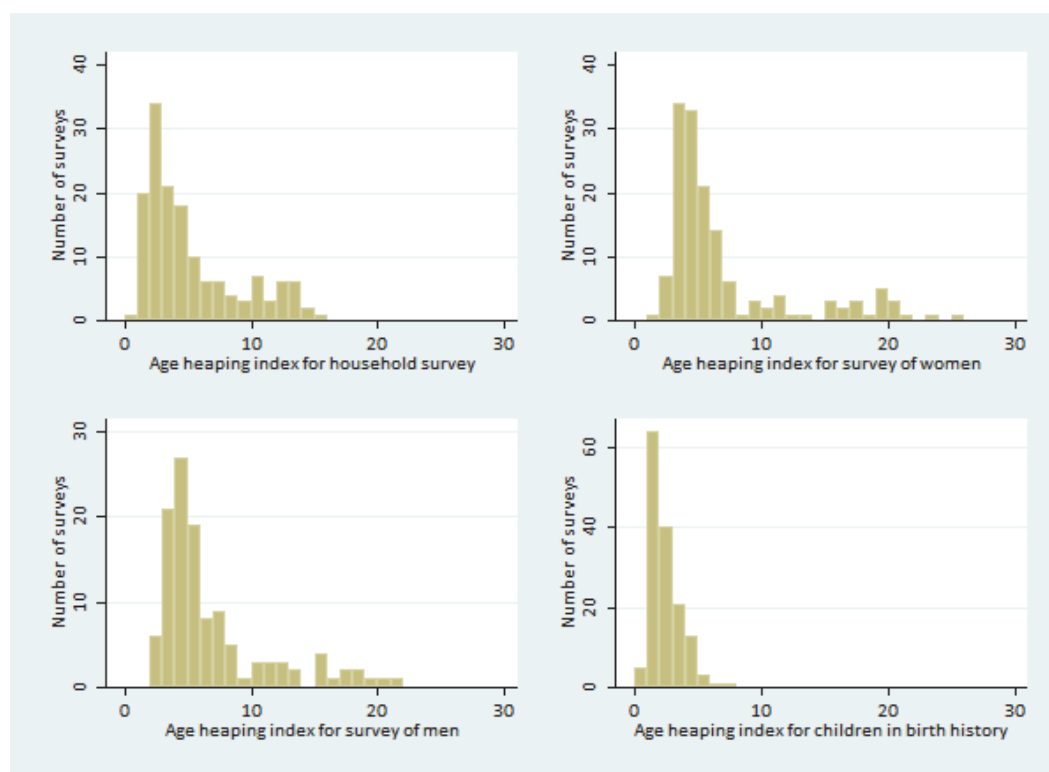 Number of surveys
40
30
20
10
0
0 10 20 30
Age heaping index for household survey
Number of surveys
40
30
20
10
0
0 10 20 30
Age heaping index for survey of women
Number of surveys
30
20
10
0
0 10 20 30
Age heaping index for survey of men
Number of surveys
60
40
20
0
0 10 20 30
Age heaping index for children in birth history